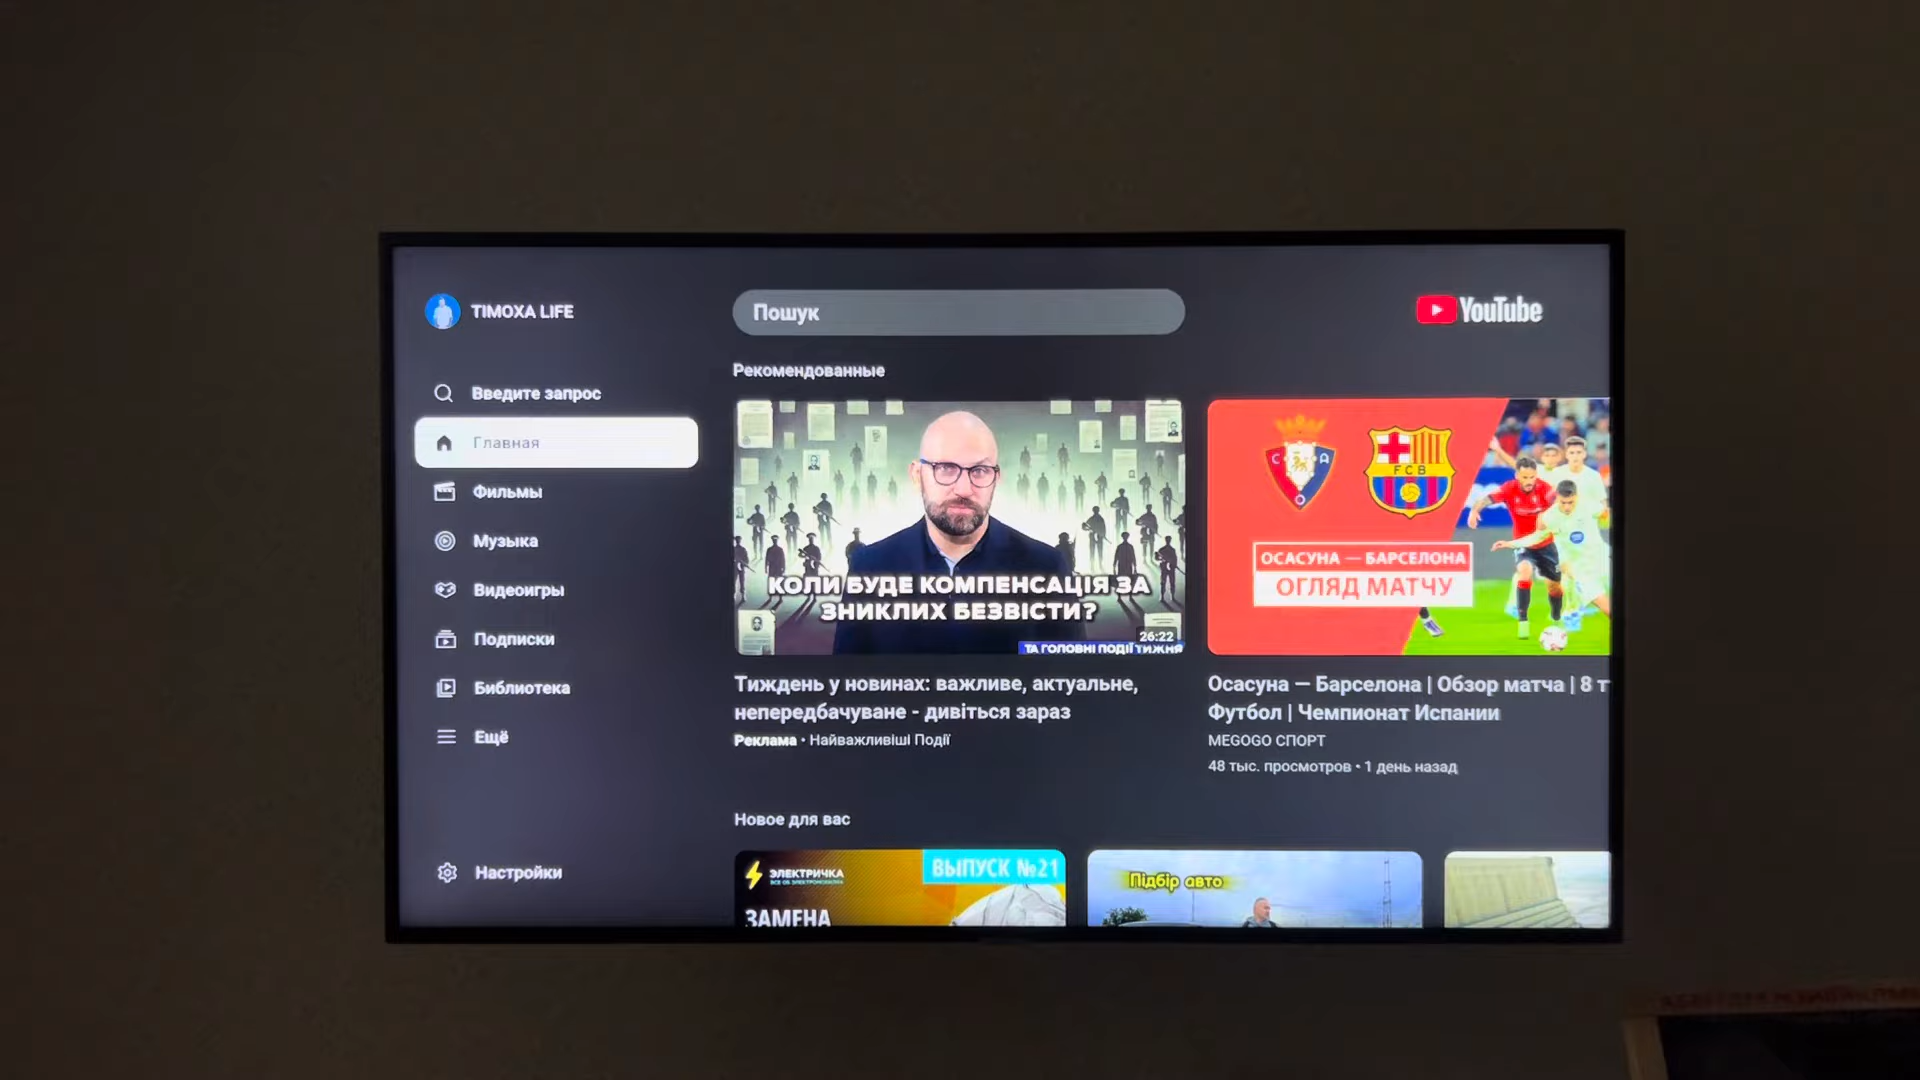 TIMOXA LIFE
Пошук
YouTube
Введите запрос
Главная
Фильмы
Музыка
Видеоигры
Подписки
Библиотека
Ещё
Настройки
Рекомендованные
КОЛИ БУДЕ КОМПЕНСАЦІЯ ЗА
ЗНИКЛИХ БЕЗВІСТИ?
26:22
ТА ГОЛОВНІ ПОДІЇ ТИЖНЯ
Тиждень у новинах: важливе, актуальне,
непередбачуване - дивіться зараз
Реклама • Найважливіші Події
C A
FCB
ОСАСУНА — БАРСЕЛОНА
ОГЛЯД МАТЧУ
Осасуна — Барселона | Обзор матча | 8 т
Футбол | Чемпионат Испании
MEGOGO СПОРТ
48 тыс. просмотров • 1 день назад
Новое для вас
ЭЛЕКТРИЧКА
ВСЕ ОБ ЭЛЕКТРОМОБИЛЯХ
ВЫПУСК №21
ЗАМЕНА
Підбір авто